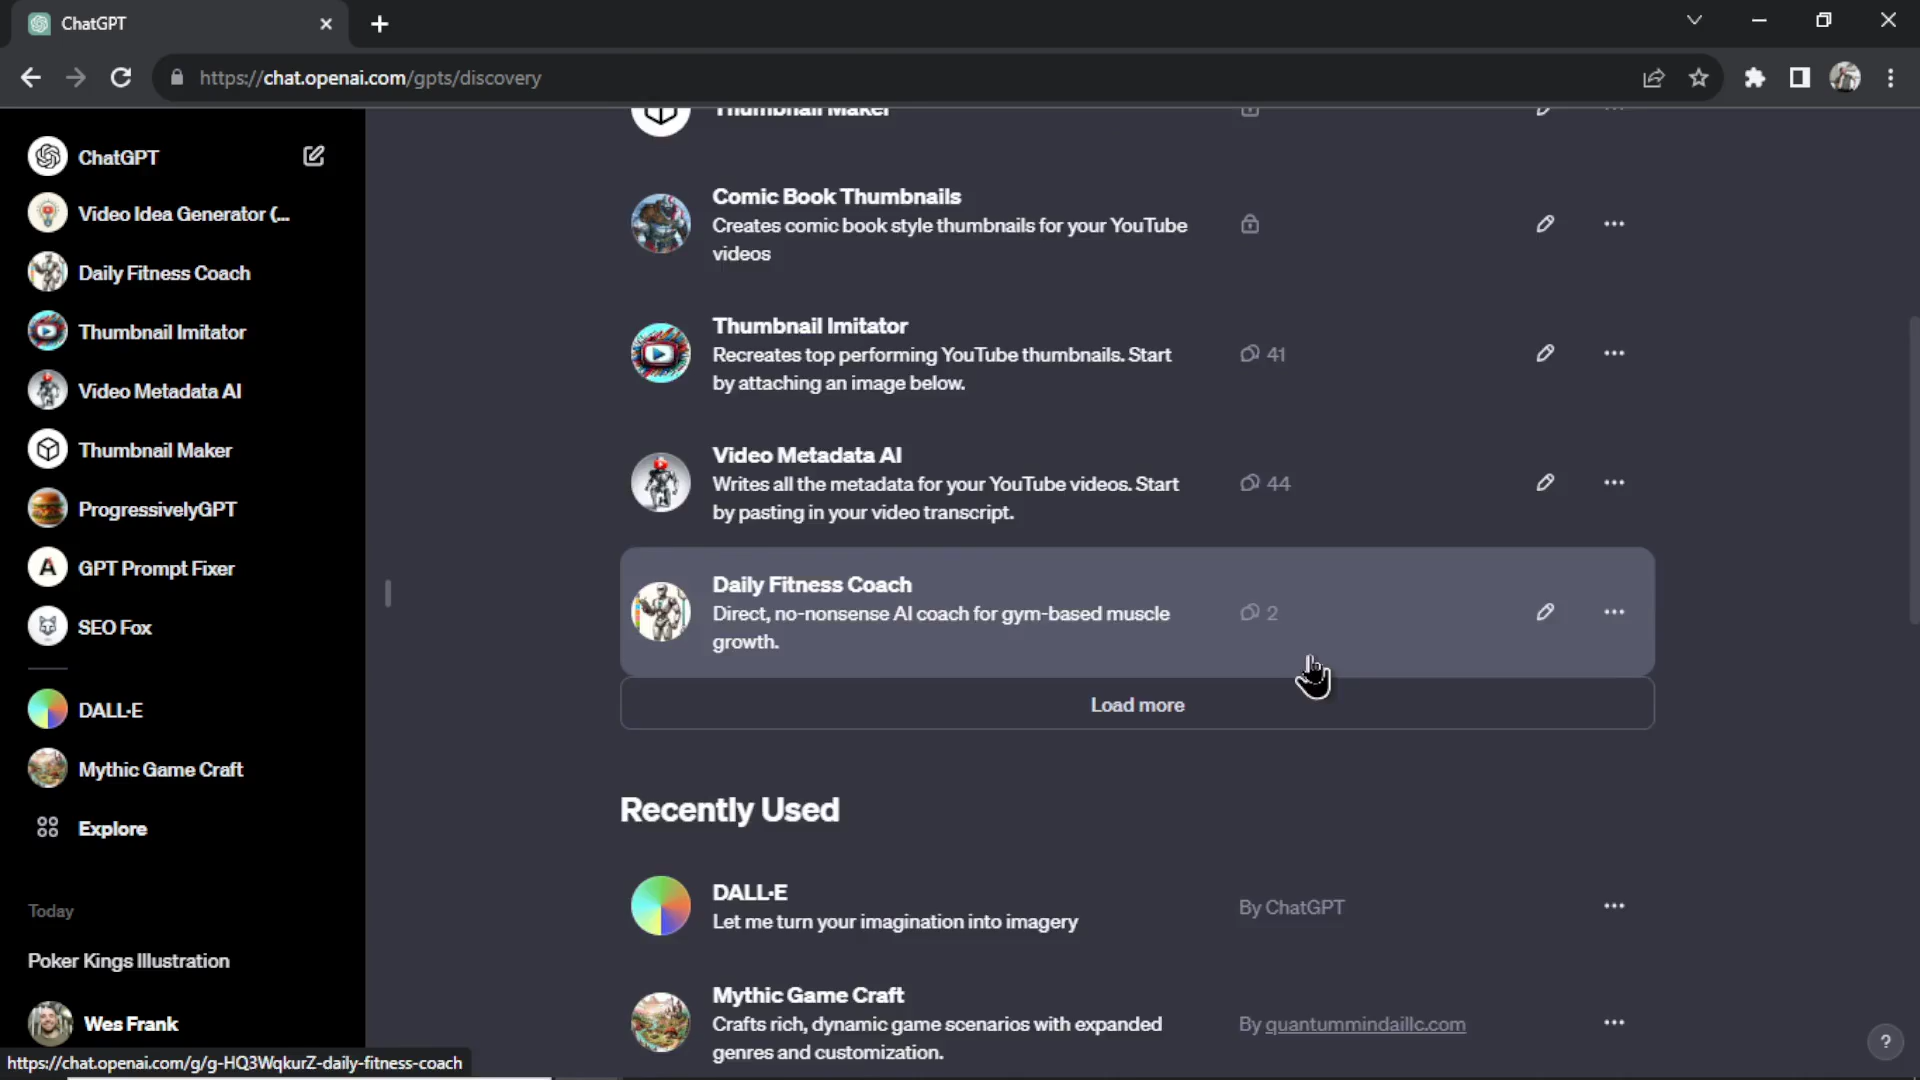 ChatGPT
https://chat.openai.com/gpts/discovery
ChatGPT
Video Idea Generator (...
Daily Fitness Coach
Thumbnail Imitator
Video Metadata AI
Thumbnail Maker
ProgressivelyGPT
A
GPT Prompt Fixer
SEO Fox
DALL·E
Mythic Game Craft
Explore
Today
Poker Kings Illustration
Wes Frank
https://chat.openai.com/g/g-HQ3WqkurZ-daily-fitness-coach
Thumbnail Maker
Comic Book Thumbnails
Creates comic book style thumbnails for your YouTube
videos
Thumbnail Imitator
Recreates top performing YouTube thumbnails. Start
by attaching an image below.
41
Video Metadata AI
Writes all the metadata for your YouTube videos. Start
by pasting in your video transcript.
44
Daily Fitness Coach
Direct, no-nonsense AI coach for gym-based muscle
growth.
2
Load more
Recently Used
DALL·E
Let me turn your imagination into imagery
By ChatGPT
Mythic Game Craft
Crafts rich, dynamic game scenarios with expanded
genres and customization.
By quantummindaillc.com
?